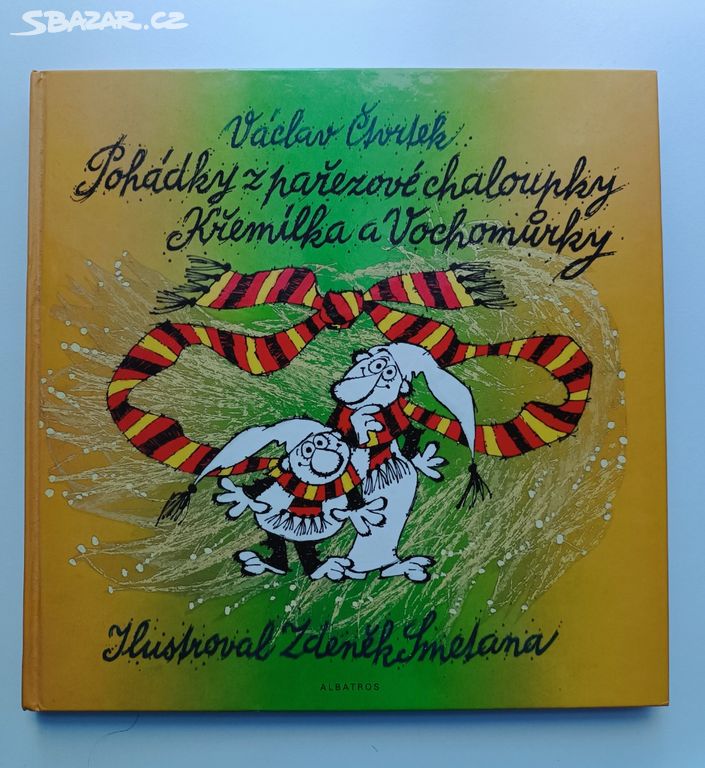 SBAZAR.CZ
Václav Čtvrtek
Pohádky z pařezové chaloupky
Křemílka a Vochomůrky
Ilustroval Zdeněk Smetana
ALBATROS